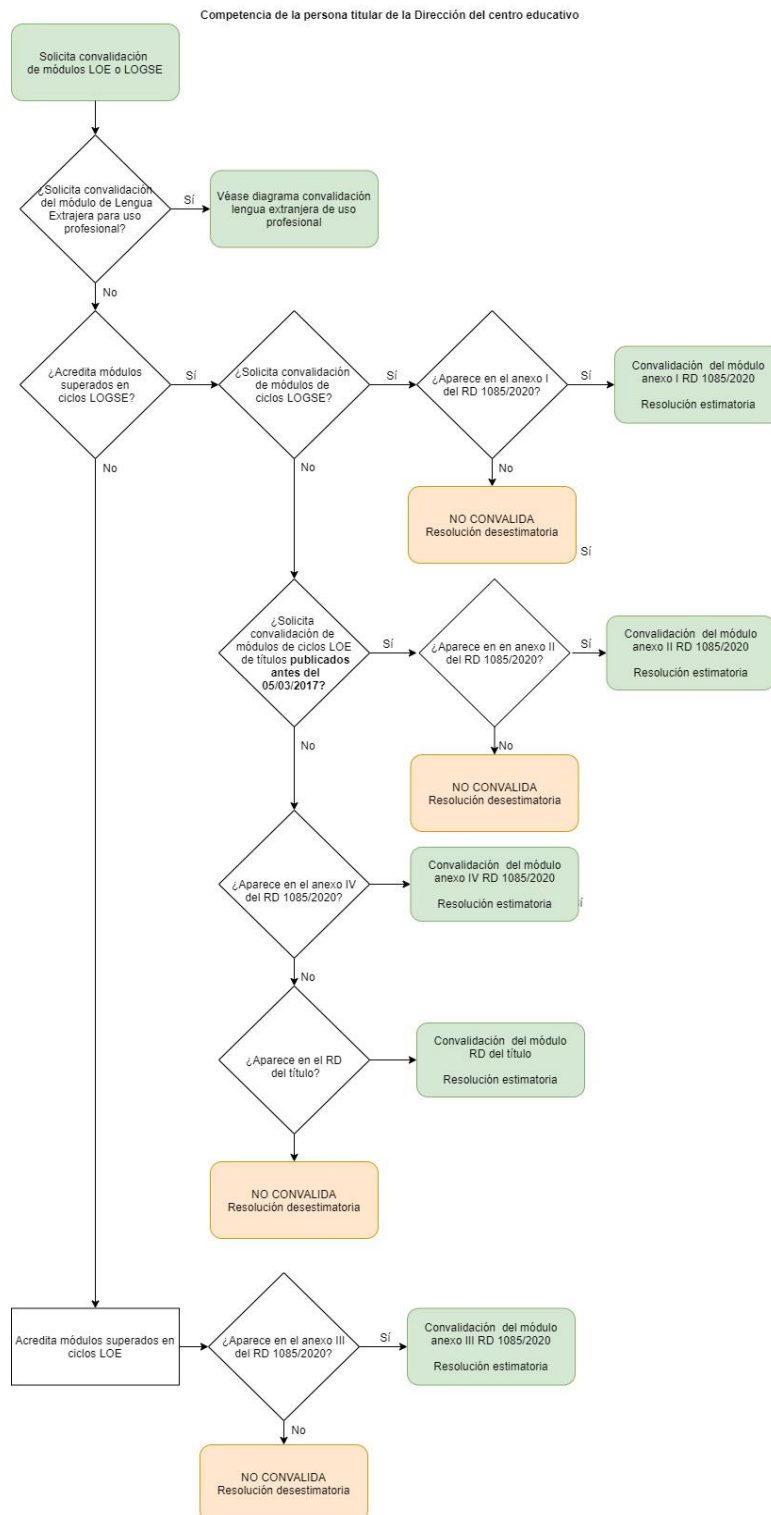 Competencia de la persona titular de la Dirección del centro educativo
Solicita convalidación
de módulos LOE o LOGSE
¿Solicita convalidación
del módulo de Lengua
Extrajera para uso
profesional?
Sí
Véase diagrama convalidación
lengua extranjera de uso
profesional
No
¿Acredita módulos
superados en
ciclos LOGSE?
Sí
¿Solicita convalidación
de módulos de
ciclos LOGSE?
Sí
¿Aparece en el anexo I
del RD 1085/2020?
Sí
Convalidación del módulo
anexo I RD 1085/2020
Resolución estimatoria
No
No
No
NO CONVALIDA
Resolución desestimatoria
Sí
¿Solicita
convalidación de
módulos de ciclos LOE
de títulos publicados
antes del
05/03/2017?
Sí
¿Aparece en en anexo II
del RD 1085/2020?
Sí
Convalidación del módulo
anexo II RD 1085/2020
Resolución estimatoria
No
No
NO CONVALIDA
Resolución desestimatoria
¿Aparece en el anexo IV
del RD 1085/2020?
Convalidación del módulo
anexo IV RD 1085/2020
Resolución estimatoria
Sí
No
¿Aparece en el RD
del título?
Convalidación del módulo
RD del título
Resolución estimatoria
No
NO CONVALIDA
Resolución desestimatoria
Acredita módulos superados en
ciclos LOE
¿Aparece en el anexo III
del RD 1085/2020?
Sí
Convalidación del módulo
anexo III RD 1085/2020
Resolución estimatoria
No
NO CONVALIDA
Resolución desestimatoria